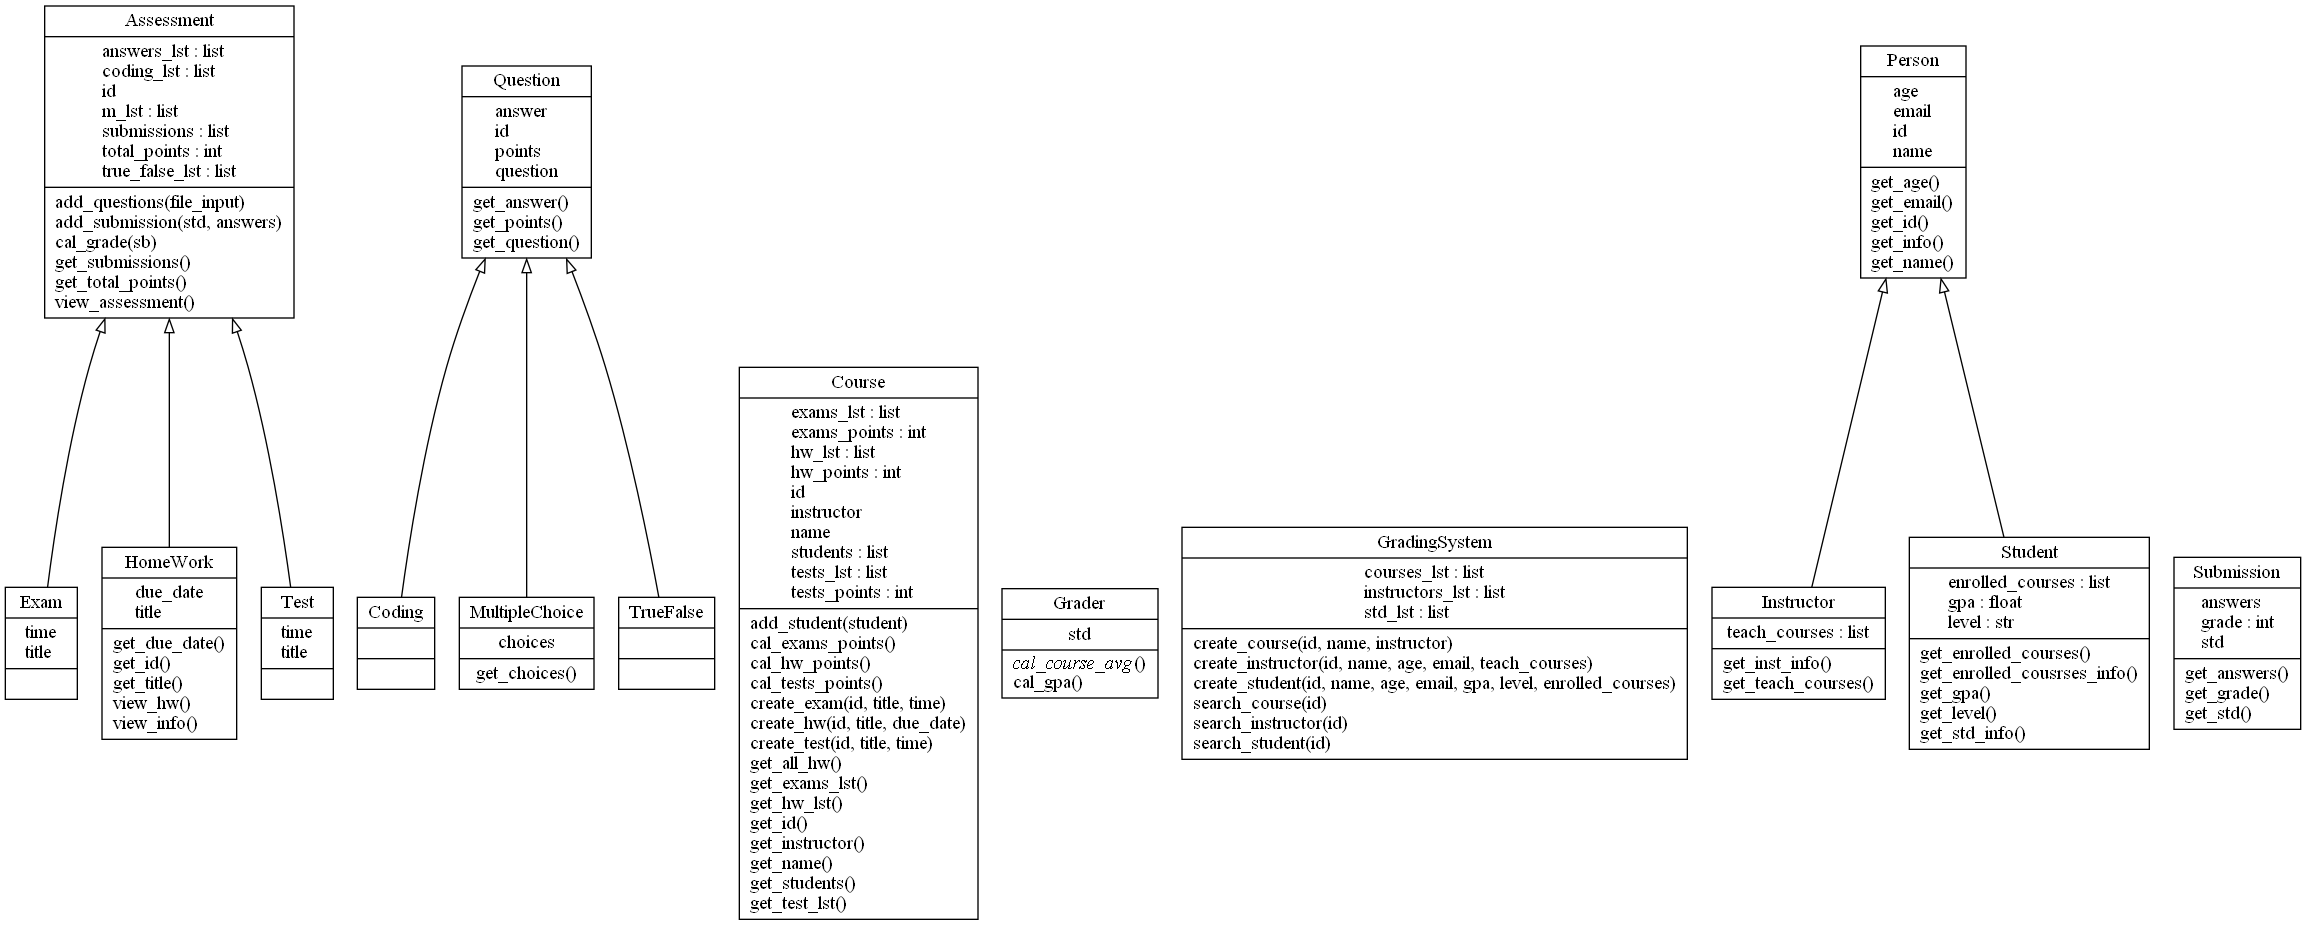 Assessment
answers_lst : list
coding_lst : list
id
m_lst : list
submissions : list
total_points : int
true_false_lst : list
add_questions(file_input)
add_submission(std, answers)
cal_grade(sb)
get_submissions()
get_total_points()
view_assessment()
Question
answer
id
points
question
get_answer()
get_points()
get_question()
Person
age
email
id
name
get_age()
get_email()
get_id()
get_info()
get_name()
Exam
time
title
HomeWork
due_date
title
get_due_date()
get_id()
get_title()
view_hw()
view_info()
Test
time
title
Coding
MultipleChoice
choices
get_choices()
TrueFalse
Course
exams_lst : list
exams_points : int
hw_lst : list
hw_points : int
id
instructor
name
students : list
tests_lst : list
tests_points : int
add_student(student)
cal_exams_points()
cal_hw_points()
cal_tests_points()
create_exam(id, title, time)
create_hw(id, title, due_date)
create_test(id, title, time)
get_all_hw()
get_exams_lst()
get_hw_lst()
get_id()
get_instructor()
get_name()
get_students()
get_test_lst()
Grader
std
cal_course_avg()
cal_gpa()
GradingSystem
courses_lst : list
instructors_lst : list
std_lst : list
create_course(id, name, instructor)
create_instructor(id, name, age, email, teach_courses)
create_student(id, name, age, email, gpa, level, enrolled_courses)
search_course(id)
search_instructor(id)
search_student(id)
Instructor
teach_courses : list
get_inst_info()
get_teach_courses()
Student
enrolled_courses : list
gpa : float
level : str
get_enrolled_courses()
get_enrolled_cousrses_info()
get_gpa()
get_level()
get_std_info()
Submission
answers
grade : int
std
get_answers()
get_grade()
get_std()